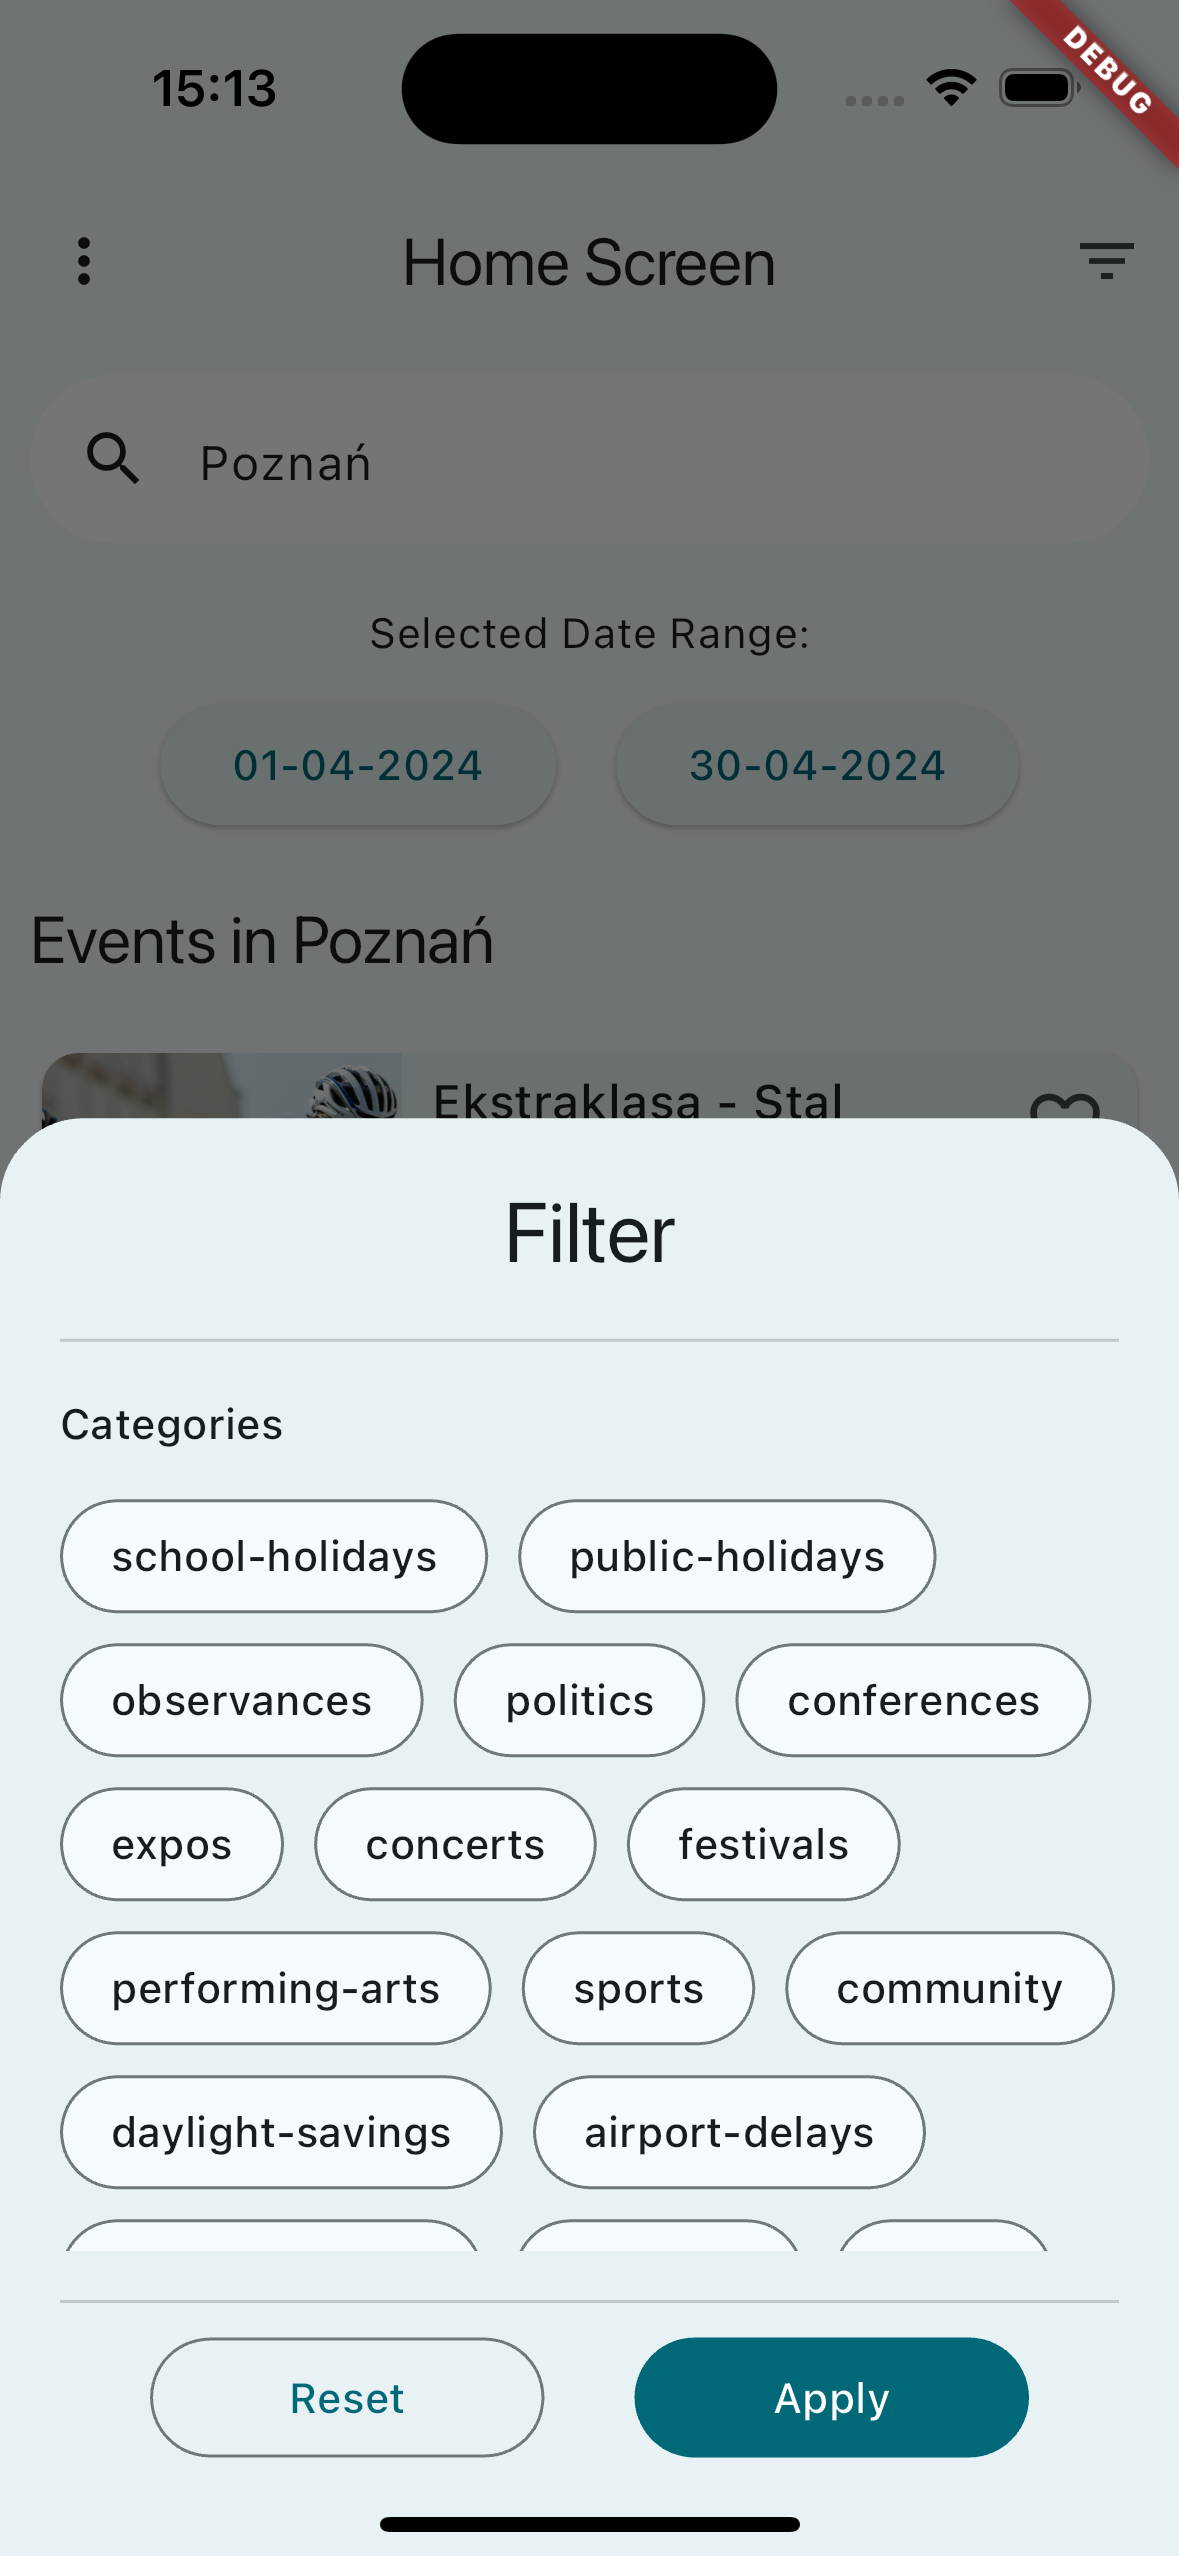 15:13
DEBUG
Home Screen
Poznań
Selected Date Range:
01-04-2024 30-04-2024
Events in Poznań
Ekstraklasa - Stal
Filter
Categories
school-holidays public-holidays
observances politics conferences
expos concerts festivals
performing-arts sports community
daylight-savings airport-delays
Reset Apply